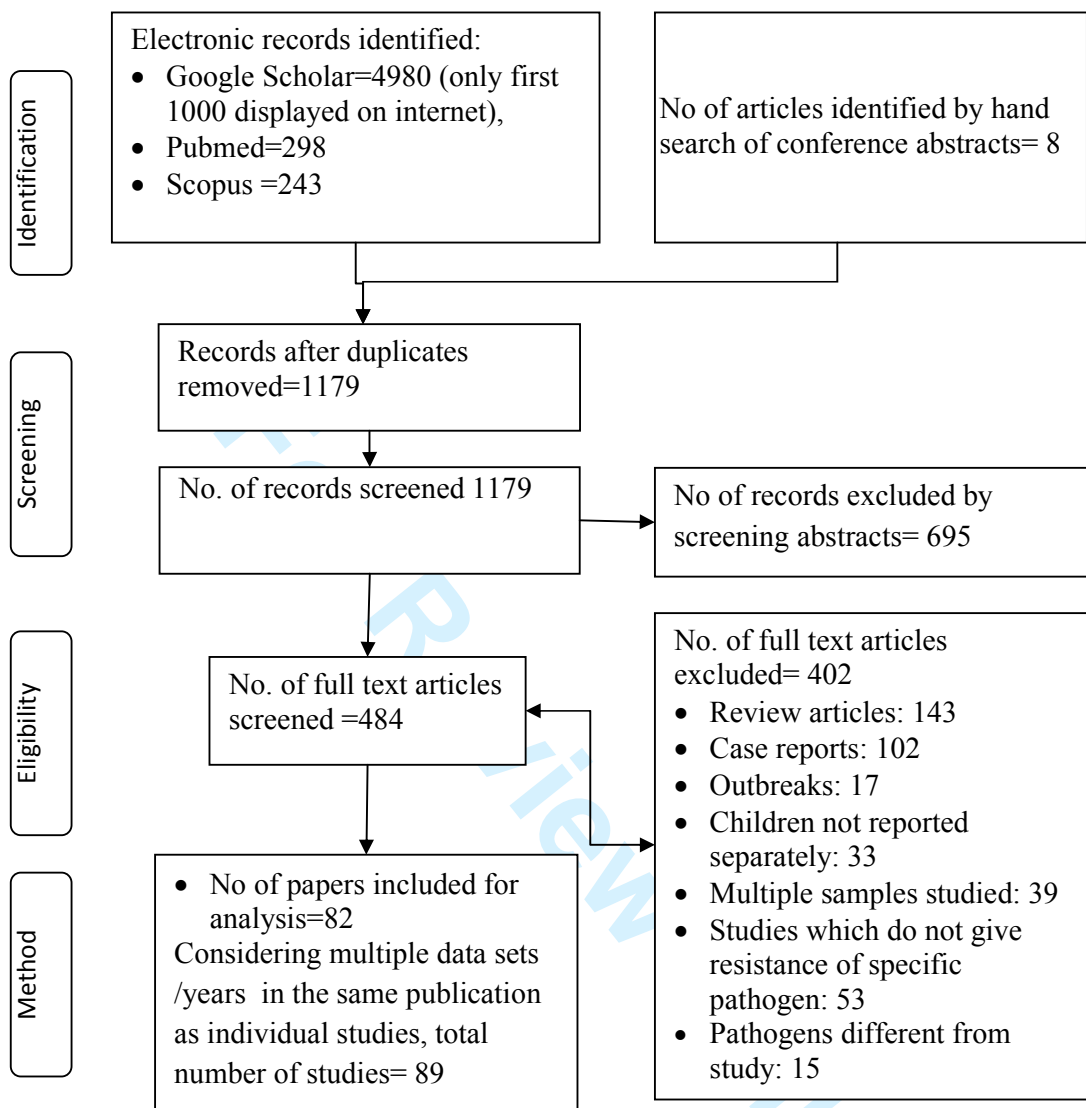 Identification
Electronic records identified:
• Google Scholar=4980 (only first
1000 displayed on internet),
• Pubmed=298
• Scopus =243
No of articles identified by hand
search of conference abstracts= 8
Screening
Records after duplicates
removed=1179
No. of records screened 1179
No of records excluded by
screening abstracts= 695
Eligibility
No. of full text articles
screened =484
No. of full text articles
excluded= 402
• Review articles: 143
• Case reports: 102
• Outbreaks: 17
• Children not reported
separately: 33
• Multiple samples studied: 39
• Studies which do not give
resistance of specific
pathogen: 53
• Pathogens different from
study: 15
Method
• No of papers included for
analysis=82
Considering multiple data sets
/years in the same publication
as individual studies, total
number of studies= 89